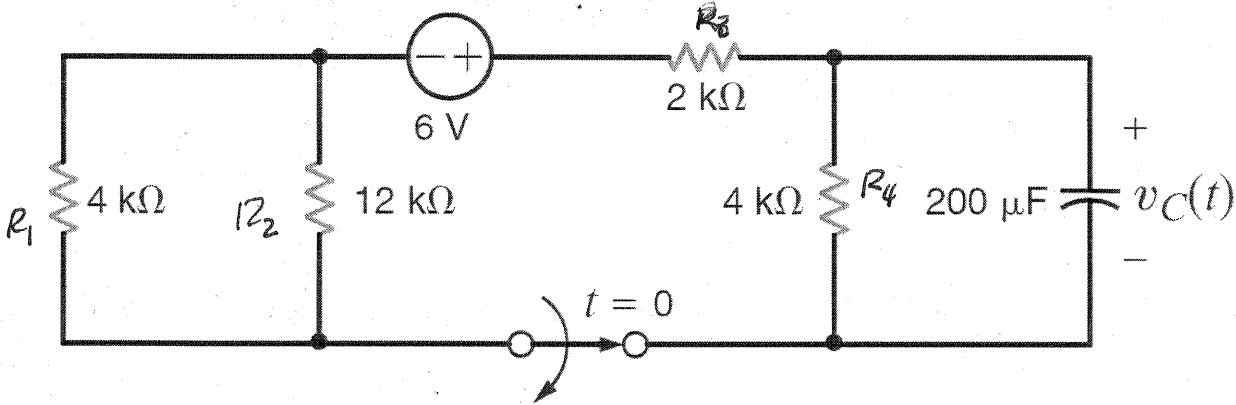 R3
2 kΩ
− +
6 V
R1
4 kΩ
R2
12 kΩ
4 kΩ
R4
200 μF
+
vC(t)
−
t = 0